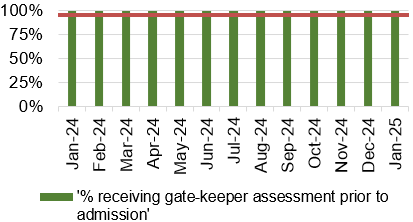 100%
75%
50%
25%
0%
Jan-24
Feb-24
Mar-24
Apr-24
May-24
Jun-24
Jul-24
Aug-24
Sep-24
Oct-24
Nov-24
Dec-24
Jan-25
'% receiving gate-keeper assessment prior to
admission'